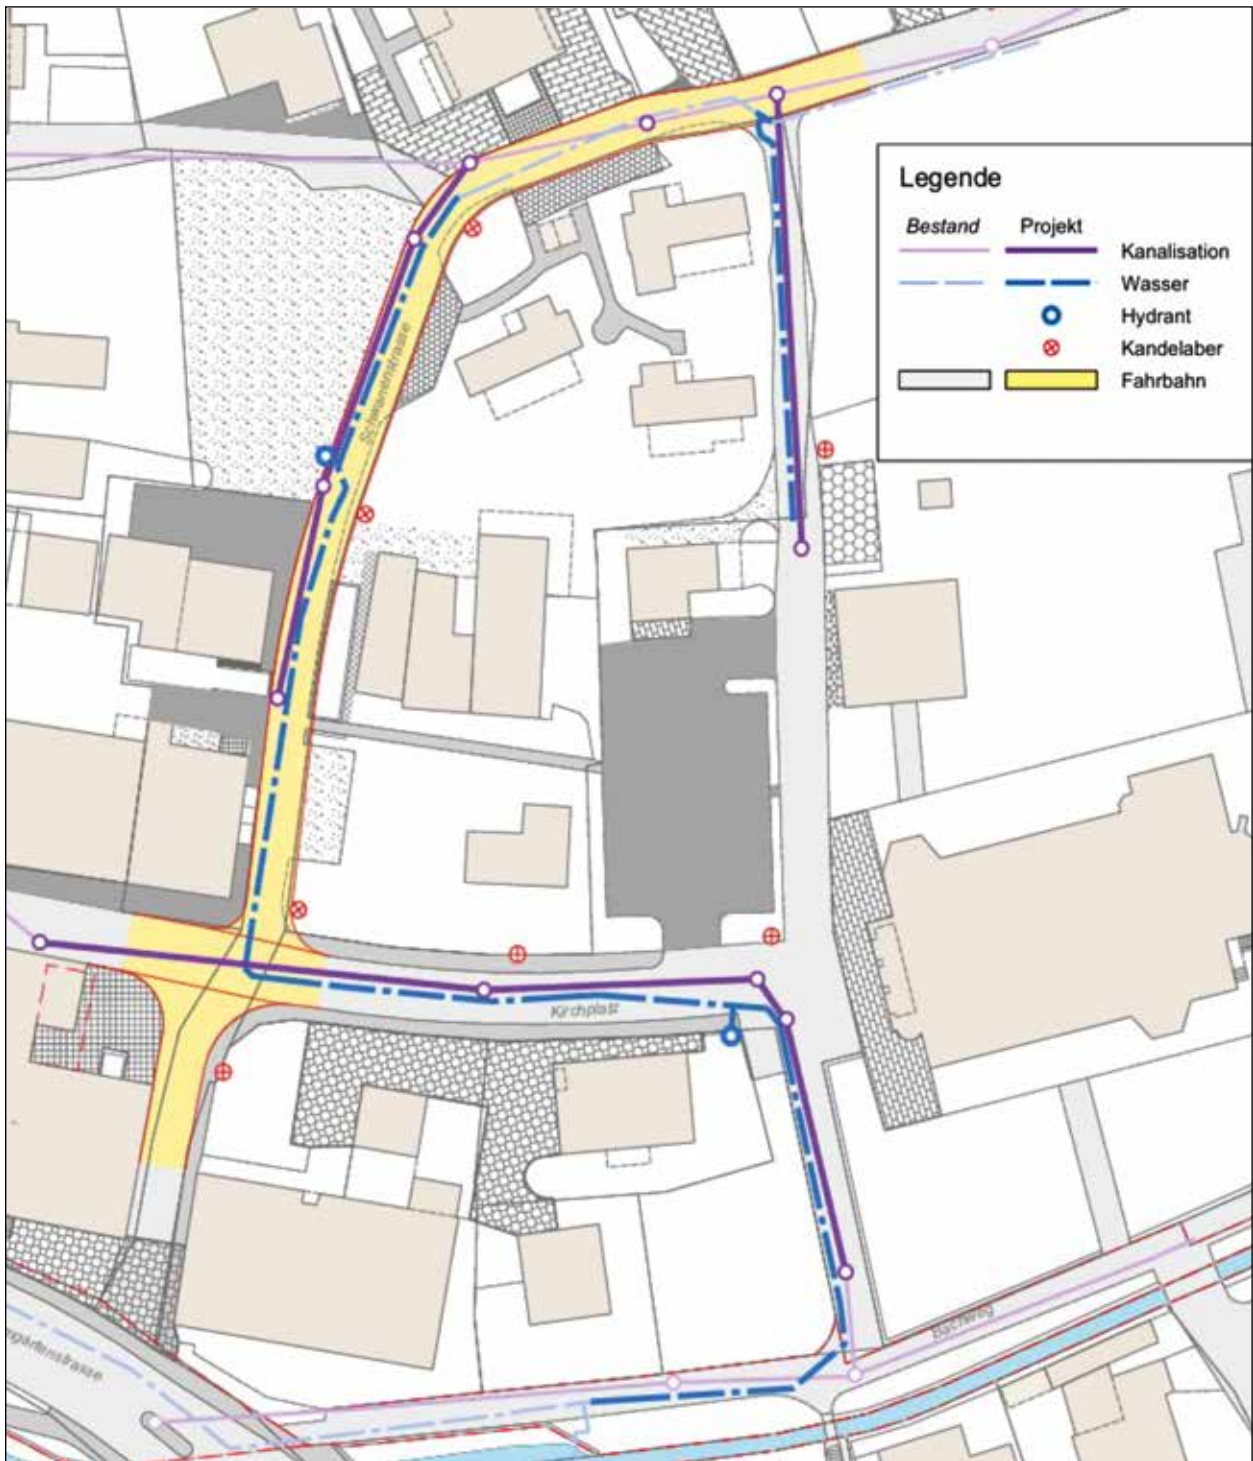 Legende
Bestand Projekt
Kanalisation
Wasser
Hydrant
Kandelaber
Fahrbahn
Schwanenstrasse
Kirchplatz
Bachweg